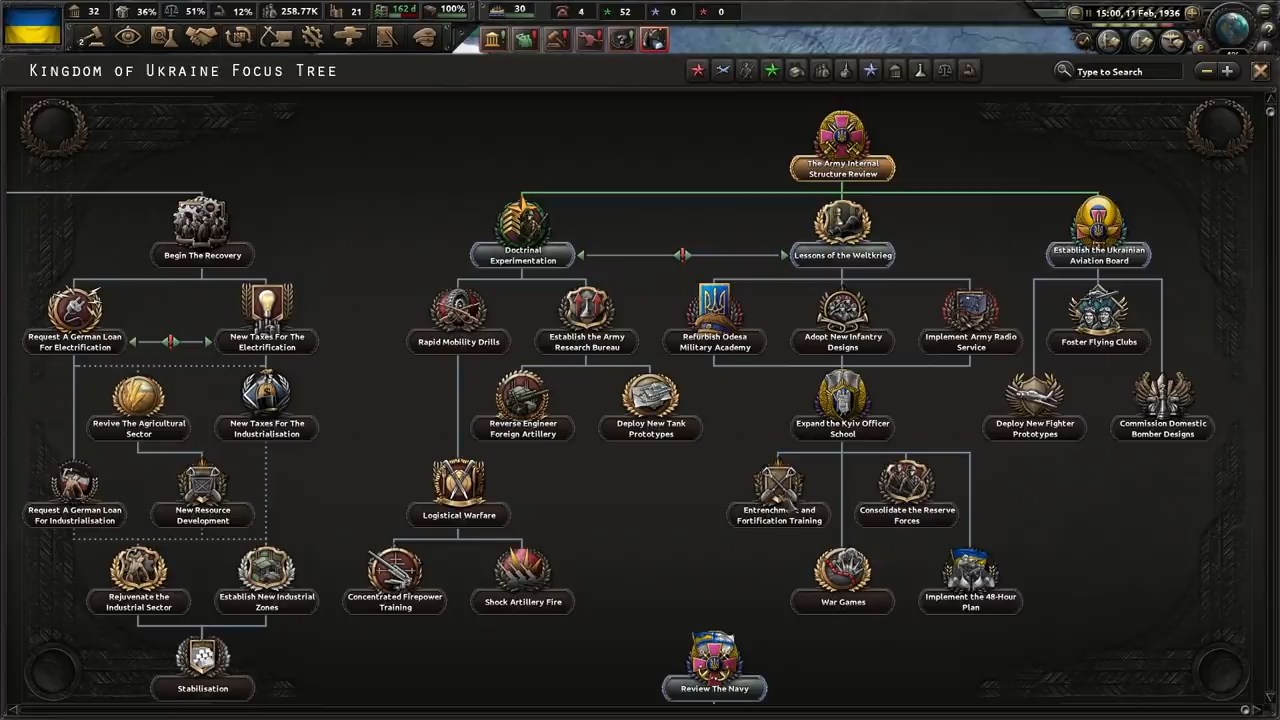 32 36% 51% 12% 258.77K 21 162 d 100% 30 4 52 0 0 15:00, 11 Feb, 1936
2
Kingdom of Ukraine Focus Tree
Type to Search
The Army Internal
Structure Review
Begin The Recovery
Doctrinal
Experimentation
Lessons of the Weltkrieg
Establish the Ukrainian
Aviation Board
Request A German Loan
For Electrification
New Taxes For The
Electrification
Rapid Mobility Drills
Establish the Army
Research Bureau
Refurbish Odesa
Military Academy
Adopt New Infantry
Designs
Implement Army Radio
Service
Foster Flying Clubs
Revive The Agricultural
Sector
New Taxes For The
Industrialisation
Reverse Engineer
Foreign Artillery
Deploy New Tank
Prototypes
Expand the Kyiv Officer
School
Deploy New Fighter
Prototypes
Commission Domestic
Bomber Designs
Request A German Loan
For Industrialisation
New Resource
Development
Logistical Warfare
Entrenchment and
Fortification Training
Consolidate the Reserve
Forces
Rejuvenate the
Industrial Sector
Establish New Industrial
Zones
Concentrated Firepower
Training
Shock Artillery Fire
War Games
Implement the 48-Hour
Plan
Stabilisation
Review The Navy